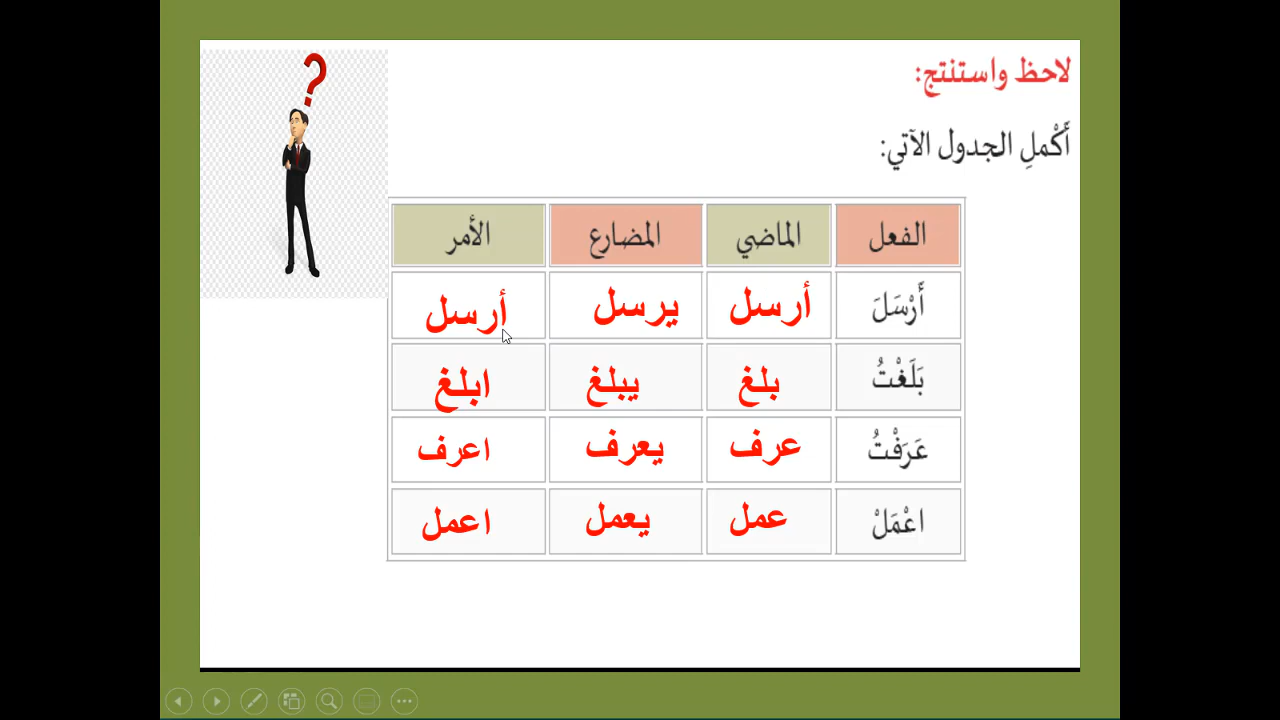 لاحظ واستنتج:
أَكْملِ الجدول الآتي:
الفعل الماضي المضارع الأمر
أَرْسَلَ أرسل يرسل أرسل
بَلَغْتُ بلغ يبلغ ابلغ
عَرَفْتُ عرف يعرف اعرف
اعْمَلْ عمل يعمل اعمل